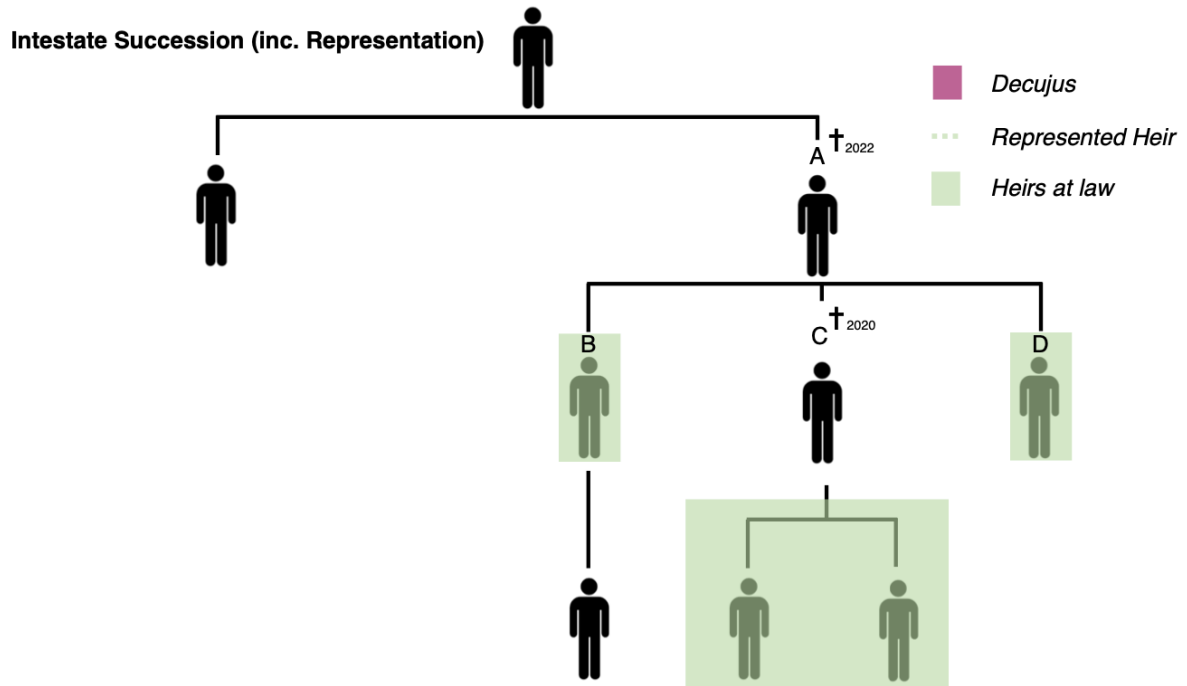 Intestate Succession (inc. Representation)
Decujus
Represented Heir
Heirs at law
A †2022
B
C †2020
D